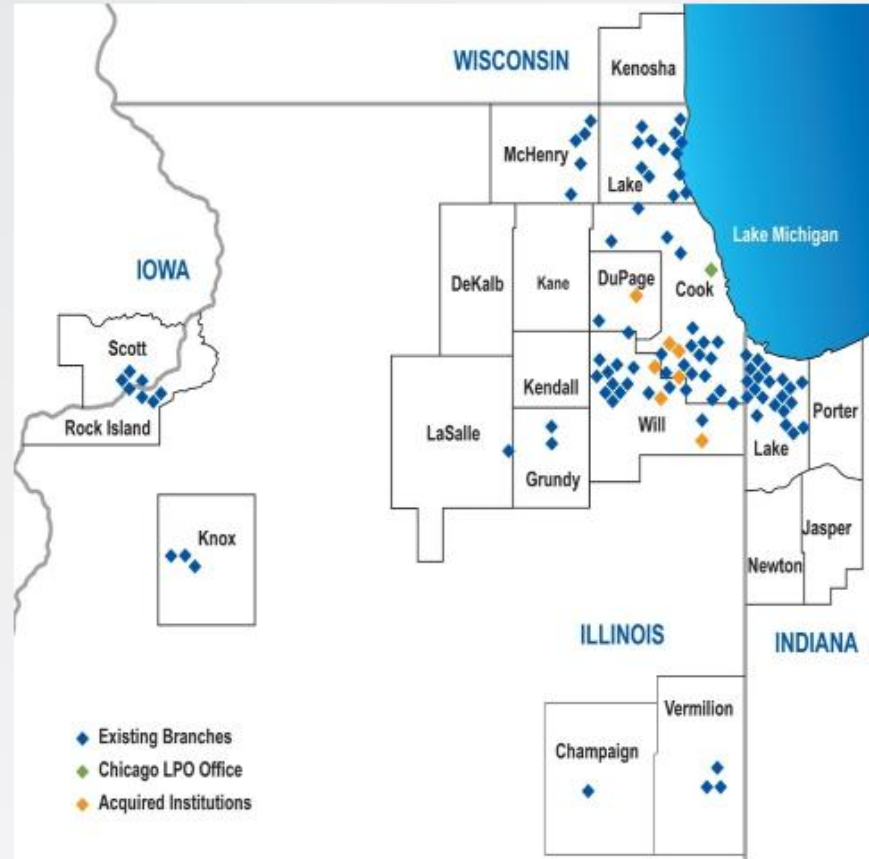 WISCONSIN
Kenosha
McHenry
Lake
Lake Michigan
IOWA
DeKalb
Kane
DuPage
Cook
Scott
Kendall
Rock Island
LaSalle
Will
Porter
Lake
Grundy
Knox
Jasper
Newton
ILLINOIS
INDIANA
Vermilion
Champaign
Existing Branches
Chicago LPO Office
Acquired Institutions